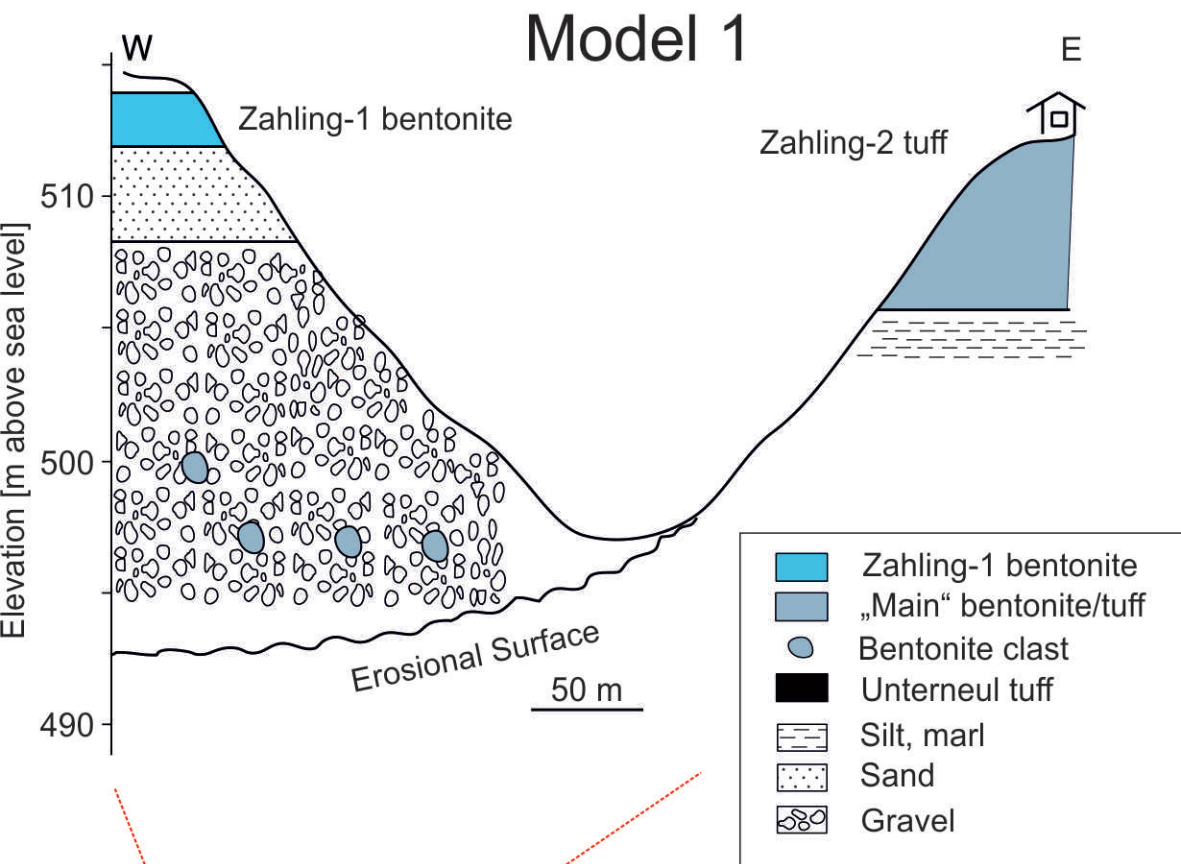 Model 1
W
E
Zahling-1 bentonite
Zahling-2 tuff
Elevation [m above sea level]
510
500
490
Erosional Surface
50 m
Zahling-1 bentonite
„Main“ bentonite/tuff
Bentonite clast
Unterneul tuff
Silt, marl
Sand
Gravel